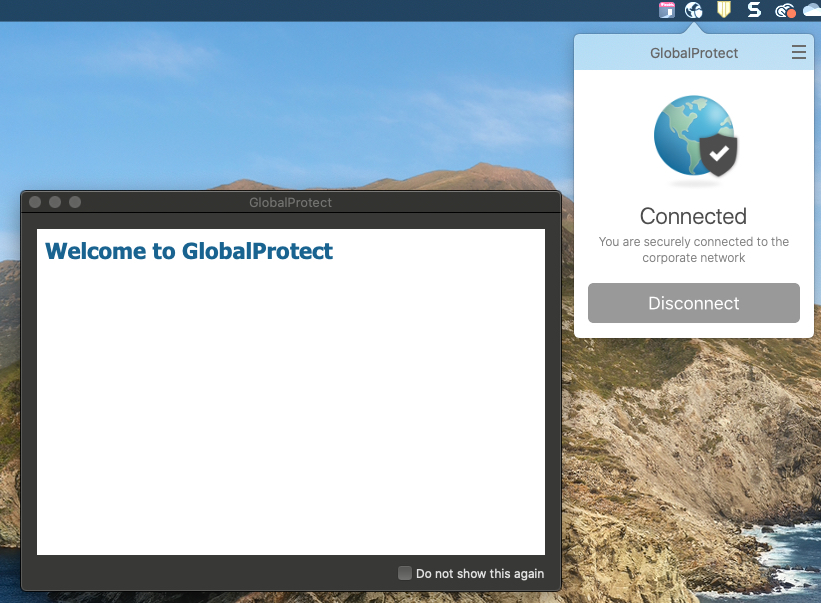 GlobalProtect
Connected
You are securely connected to the
corporate network
Disconnect
GlobalProtect
Welcome to GlobalProtect
Do not show this again